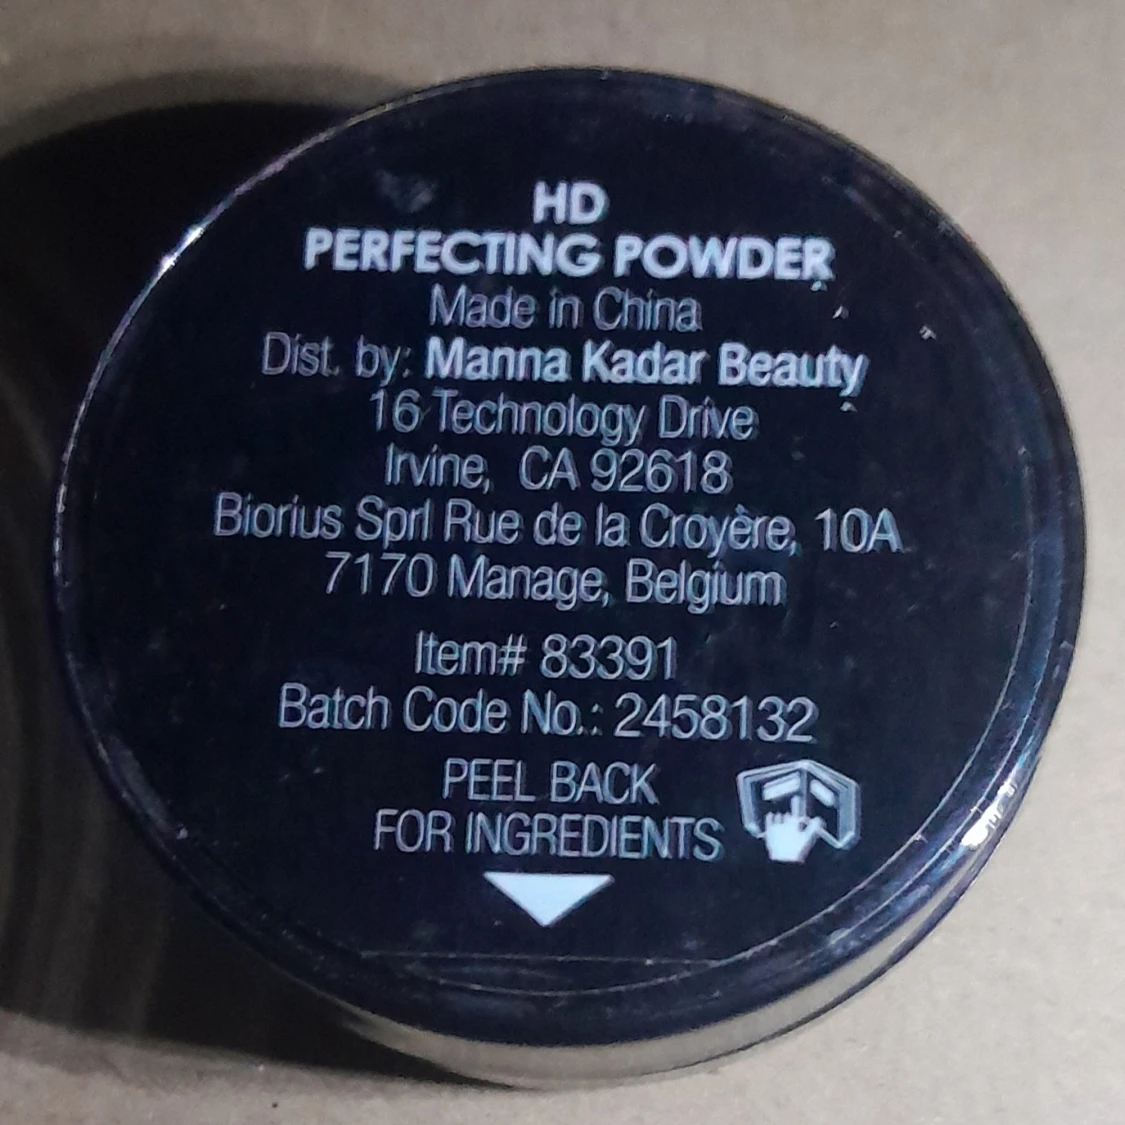 HD
PERFECTING POWDER
Made in China
Dist. by: Manna Kadar Beauty
16 Technology Drive
Irvine, CA 92618
Biorius Sprl Rue de la Croyère, 10A
7170 Manage, Belgium
Item# 83391
Batch Code No.: 2458132
PEEL BACK
FOR INGREDIENTS